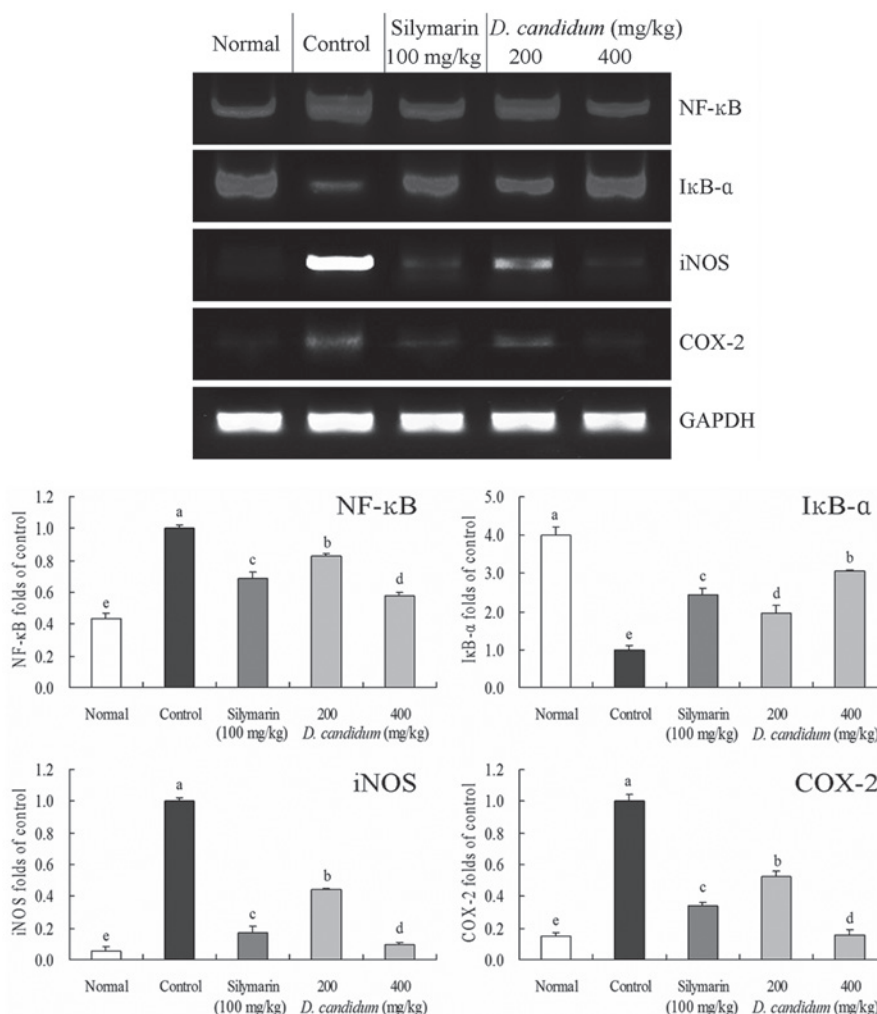 Normal Control Silymarin 100 mg/kg D. candidum (mg/kg) 200 400
NF-κB
IκB-α
iNOS
COX-2
GAPDH
NF-κB
NF-κB folds of control
1.2
1.0
0.8
0.6
0.4
0.2
0.0
e a c b d
Normal Control Silymarin 200 400
(100 mg/kg) D. candidum (mg/kg)
IκB-α
IκB-α folds of control
5.0
4.0
3.0
2.0
1.0
0.0
a e c d b
Normal Control Silymarin 200 400
(100 mg/kg) D. candidum (mg/kg)
iNOS
iNOS folds of control
1.2
1.0
0.8
0.6
0.4
0.2
0.0
e a c b d
Normal Control Silymarin 200 400
(100 mg/kg) D. candidum (mg/kg)
COX-2
COX-2 folds of control
1.2
1.0
0.8
0.6
0.4
0.2
0.0
e a c b d
Normal Control Silymarin 200 400
(100 mg/kg) D. candidum (mg/kg)